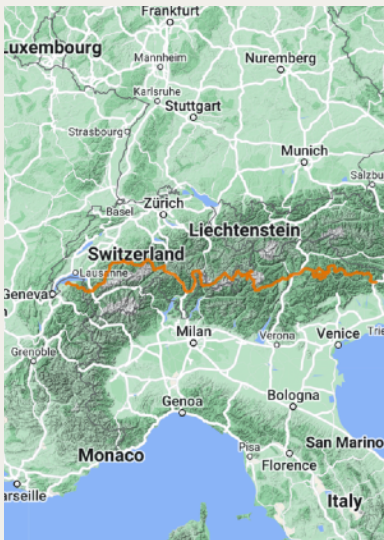 Frankfurt
Luxembourg
Mannheim
Nuremberg
Karlsruhe
Stuttgart
Strasbourg
Munich
Salzbu
Zürich
Basel
Liechtenstein
Switzerland
Lausanne
Geneva
n
Milan
Verona
Venice
Trie
Grenoble
Genoa
Bologna
Monaco
Pisa
San Marino
Florence
arseille
Italy